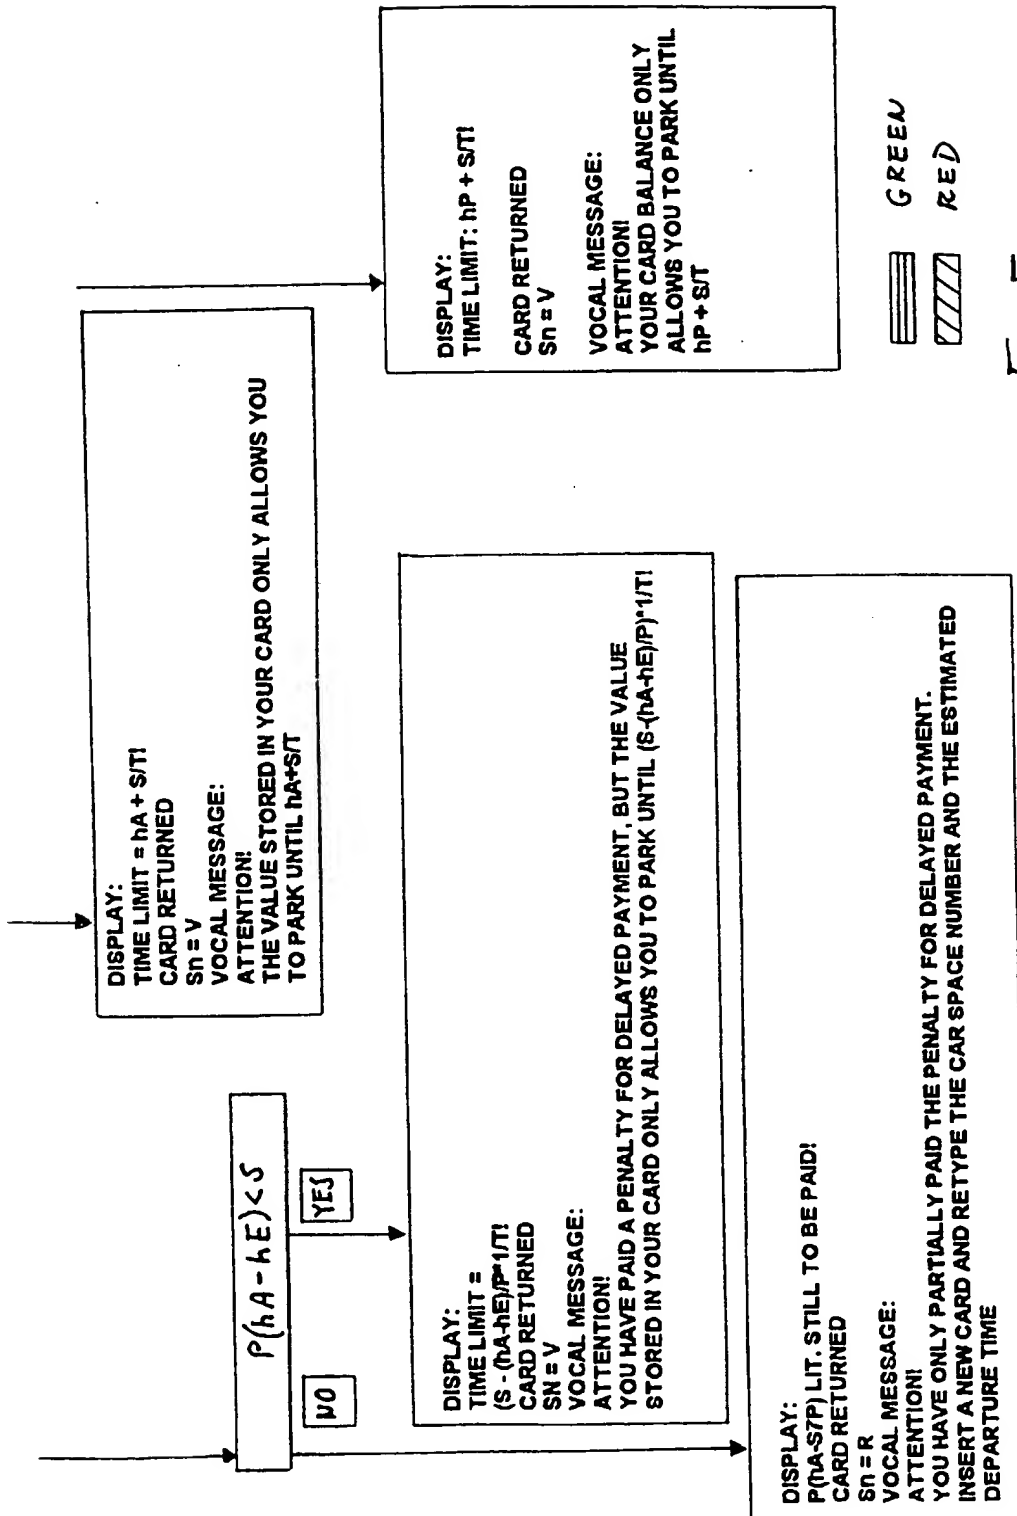 DISPLAY:
TIME LIMIT = hA + S/T!
CARD RETURNED
Sn = V
VOCAL MESSAGE:
ATTENTION!
THE VALUE STORED IN YOUR CARD ONLY ALLOWS YOU
TO PARK UNTIL hA+S/T
DISPLAY:
TIME LIMIT: hP + S/T!
CARD RETURNED
Sn = V
VOCAL MESSAGE:
ATTENTION!
YOUR CARD BALANCE ONLY
ALLOWS YOU TO PARK UNTIL
hP + S/T
P(hA-hE)<S
NO
YES
DISPLAY:
TIME LIMIT =
(S - (hA-hE)/P*1/T!
CARD RETURNED
SN = V
VOCAL MESSAGE:
ATTENTION!
YOU HAVE PAID A PENALTY FOR DELAYED PAYMENT, BUT THE VALUE
STORED IN YOUR CARD ONLY ALLOWS YOU TO PARK UNTIL (S-(hA-hE)/P)*1/T!
DISPLAY:
P(hA-S7P) LIT. STILL TO BE PAID!
CARD RETURNED
Sn = R
VOCAL MESSAGE:
ATTENTION!
YOU HAVE ONLY PARTIALLY PAID THE PENALTY FOR DELAYED PAYMENT.
INSERT A NEW CARD AND RETYPE THE CAR SPACE NUMBER AND THE ESTIMATED
DEPARTURE TIME
GREEN
RED